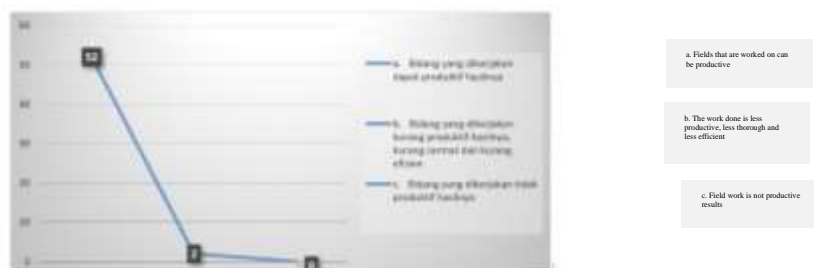 60
50
40
30
20
10
0
52
2
0
a. Bidang yang dikerjakan
dapat produktif hasilnya
b. Bidang yang dikerjakan
kurang produktif hasilnya,
kurang cermat dan kurang
efisien
c. Bidang yang dikerjakan tidak
produktif hasilnya
a. Fields that are worked on can
be productive
b. The work done is less
productive, less thorough and
less efficient
c. Field work is not productive
results